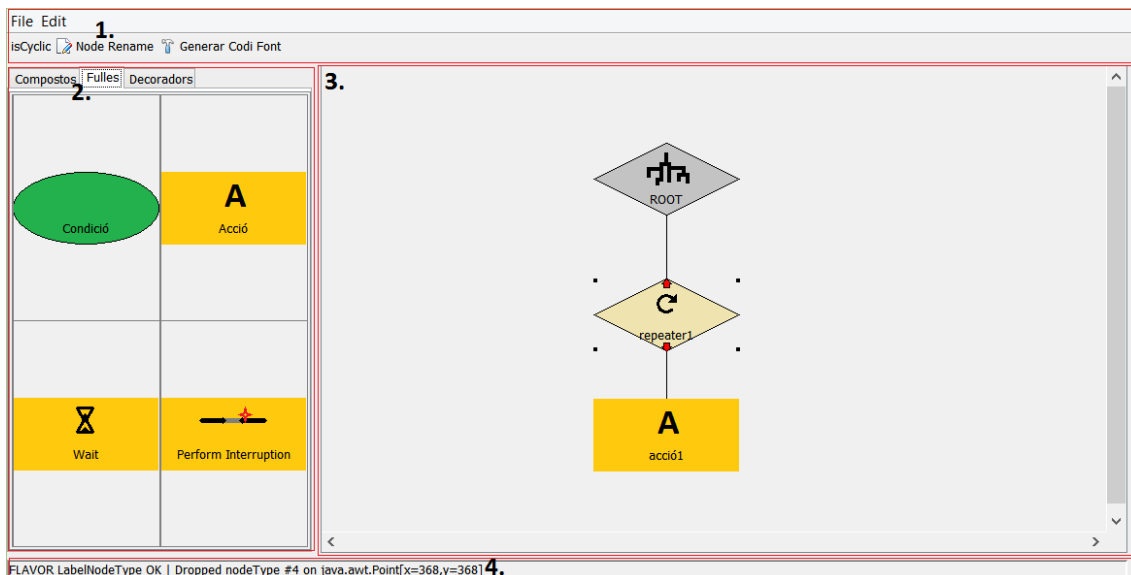 File Edit
1.
isCyclic Node Rename Generar Codi Font
Compostos Fulles Decoradors
2.
3.
Condició
A
Acció
Wait
Perform Interruption
ROOT
repeater1
A
acció1
FLAVOR LabelNodeType OK | Dropped nodeType #4 on java.awt.Point[x=368,y=368]
4.